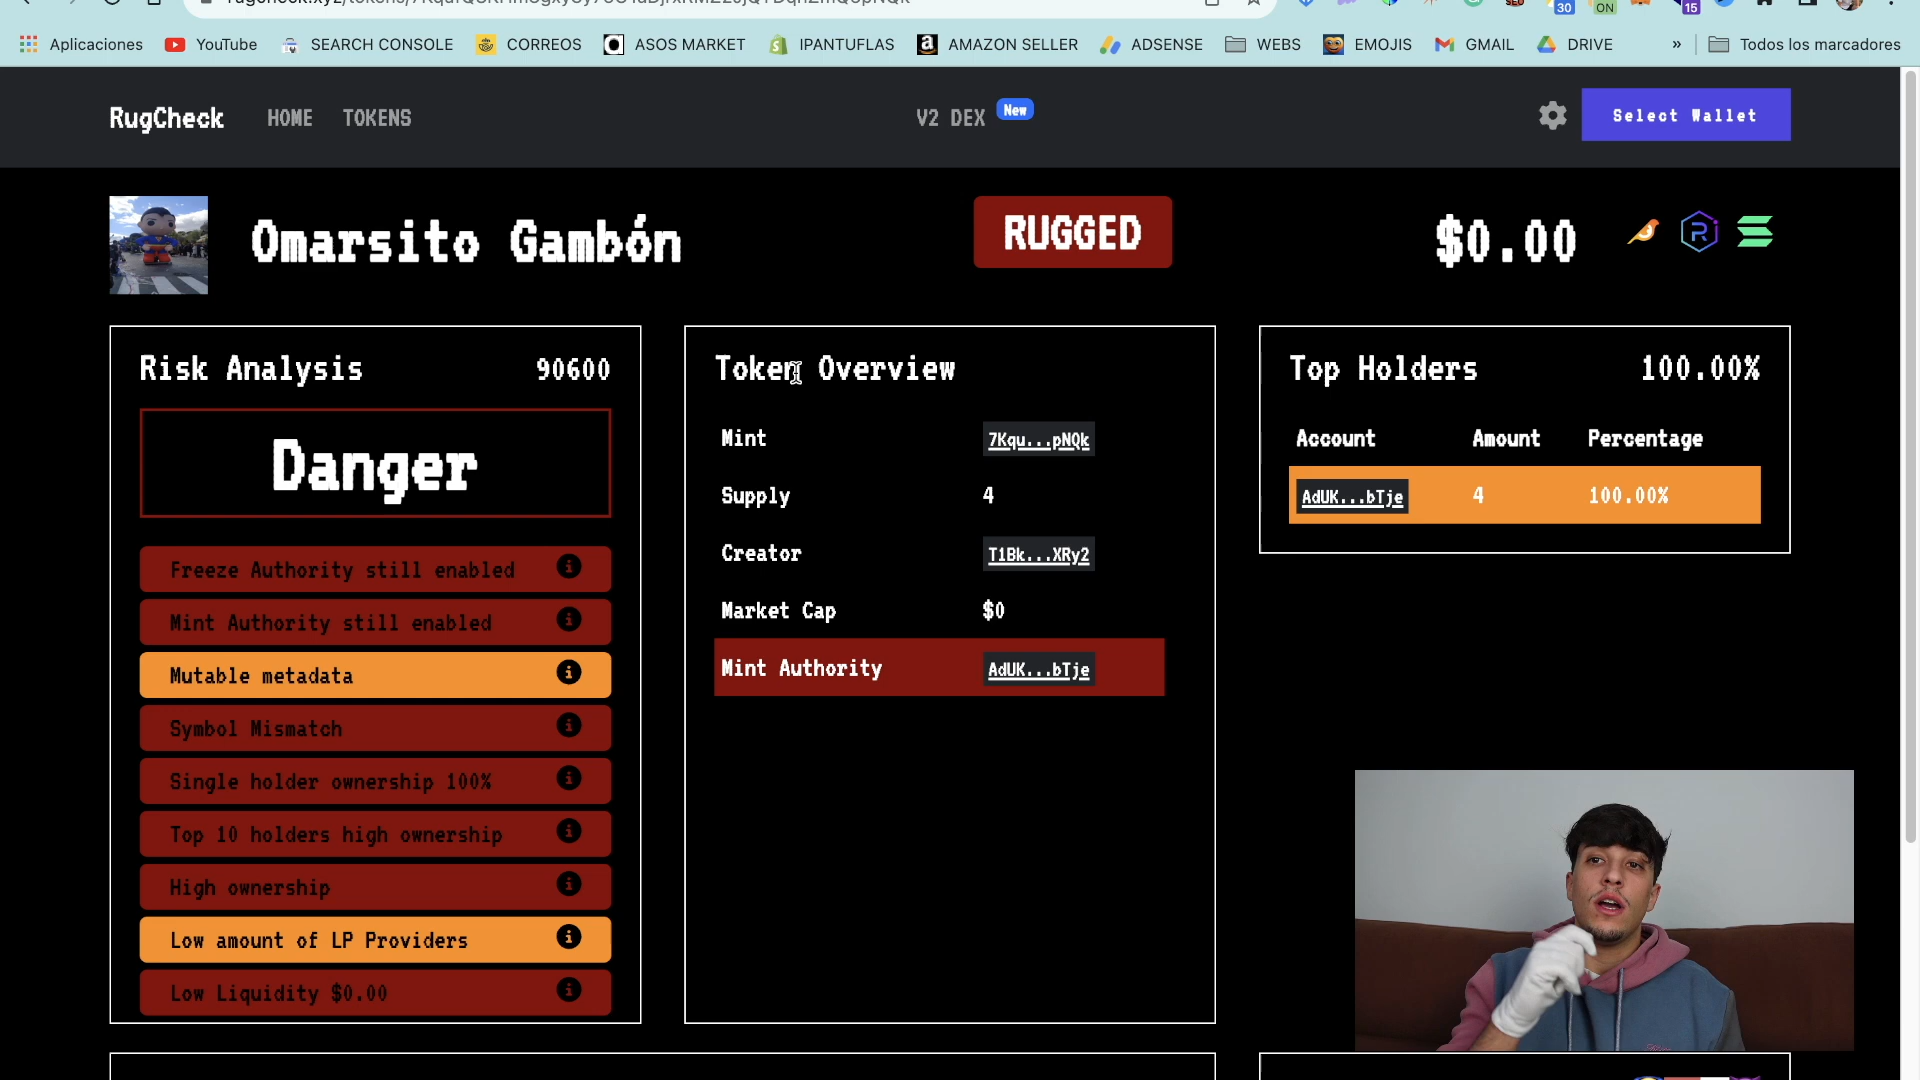 30 ON 15
Aplicaciones YouTube SEARCH CONSOLE CORREOS ASOS MARKET IPANTUFLAS AMAZON SELLER ADSENSE WEBS EMOJIS GMAIL DRIVE » Todos los marcadores
RugCheck HOME TOKENS V2 DEX New Select Wallet
Omarsito Gambón RUGGED $0.00
Risk Analysis 90600
Danger
Freeze Authority still enabled
Mint Authority still enabled
Mutable metadata
Symbol Mismatch
Single holder ownership 100%
Top 10 holders high ownership
High ownership
Low amount of LP Providers
Low Liquidity $0.00
Token Overview
Mint 7Kqu...pNQk
Supply 4
Creator T1Bk...XRy2
Market Cap $0
Mint Authority AdUK...bTje
Top Holders 100.00%
Account Amount Percentage
AdUK...bTje 4 100.00%